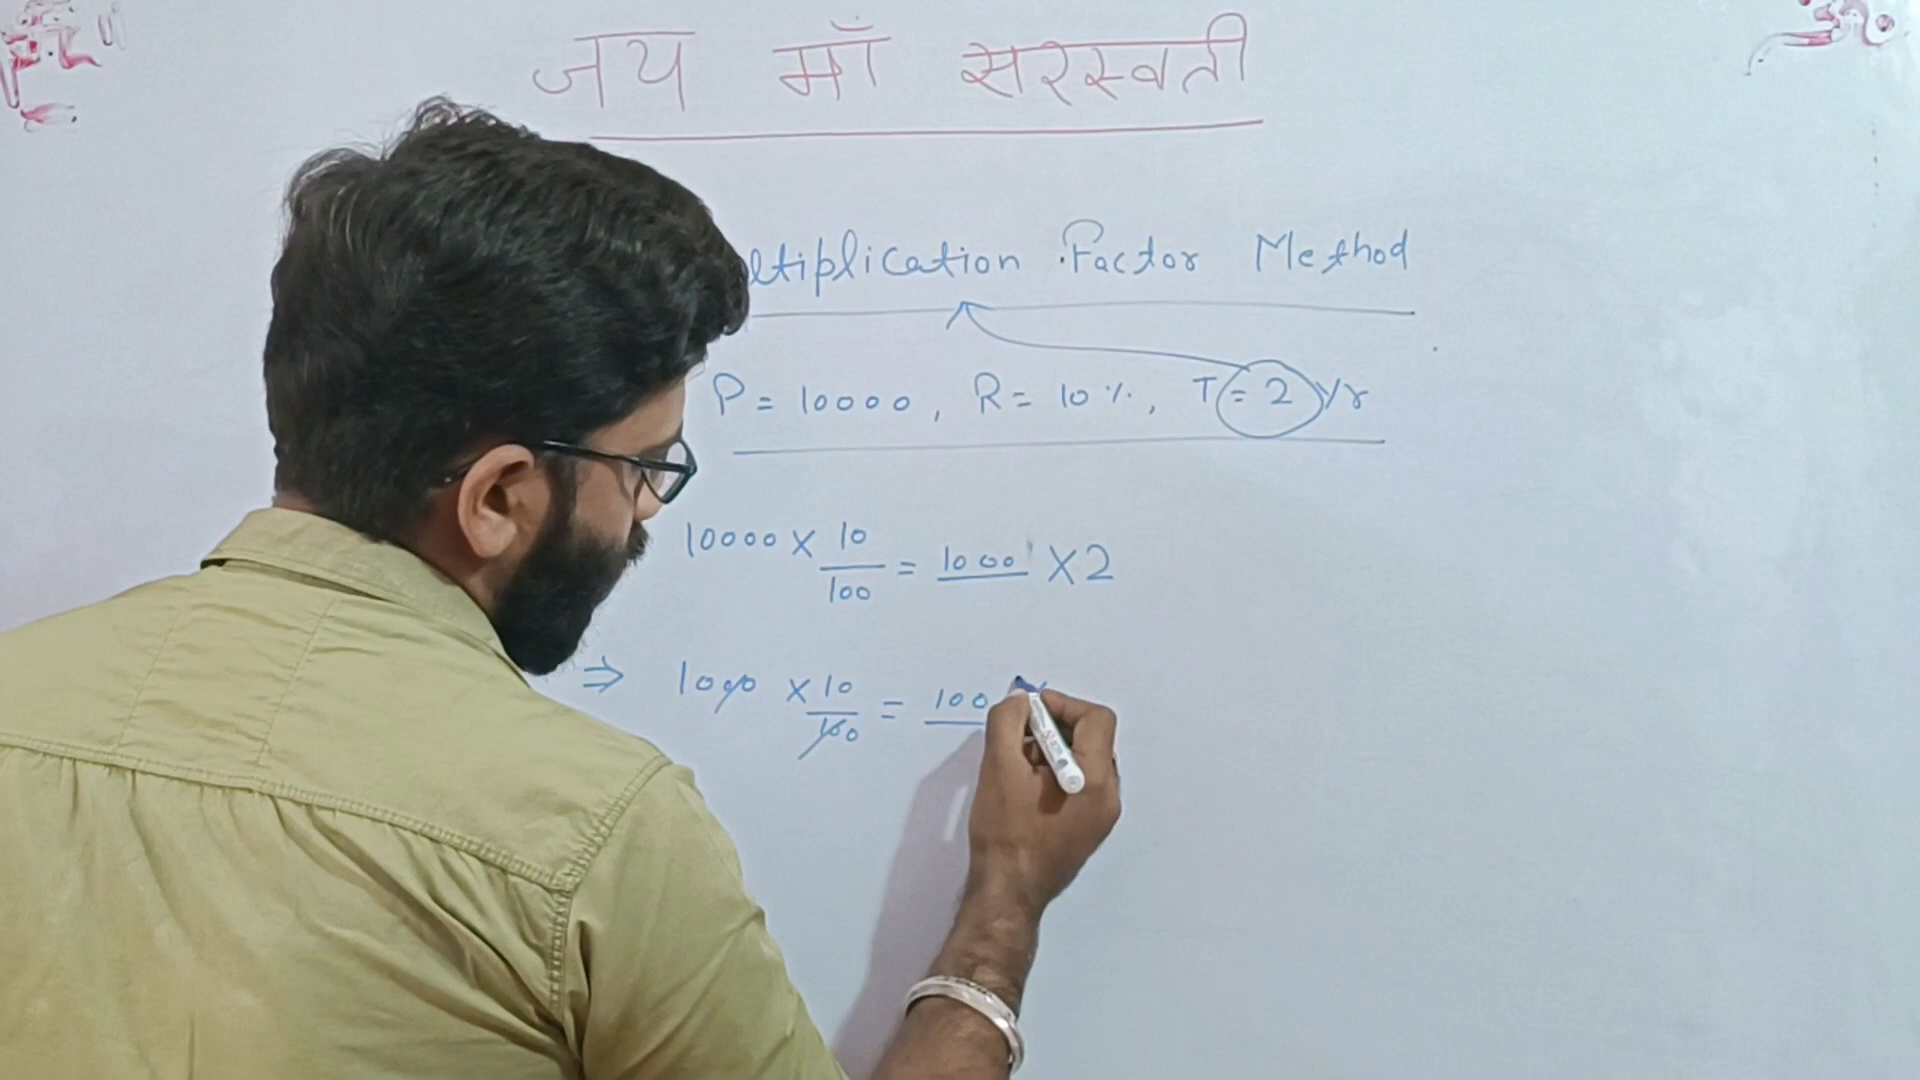 जय माँ सरस्वती
ltiplication Factor Method
P = 10000, R = 10%, T = 2 yr
10000 × 10/100 = 1000 × 2
⇒ 1000 × 10/100 = 100